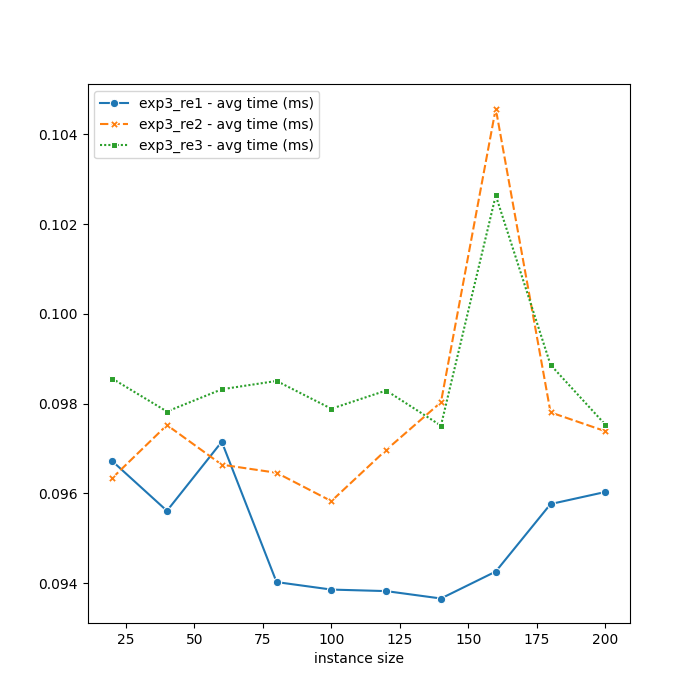 exp3_re1 - avg time (ms)
exp3_re2 - avg time (ms)
exp3_re3 - avg time (ms)
0.104
0.102
0.100
0.098
0.096
0.094
25 50 75 100 125 150 175 200
instance size